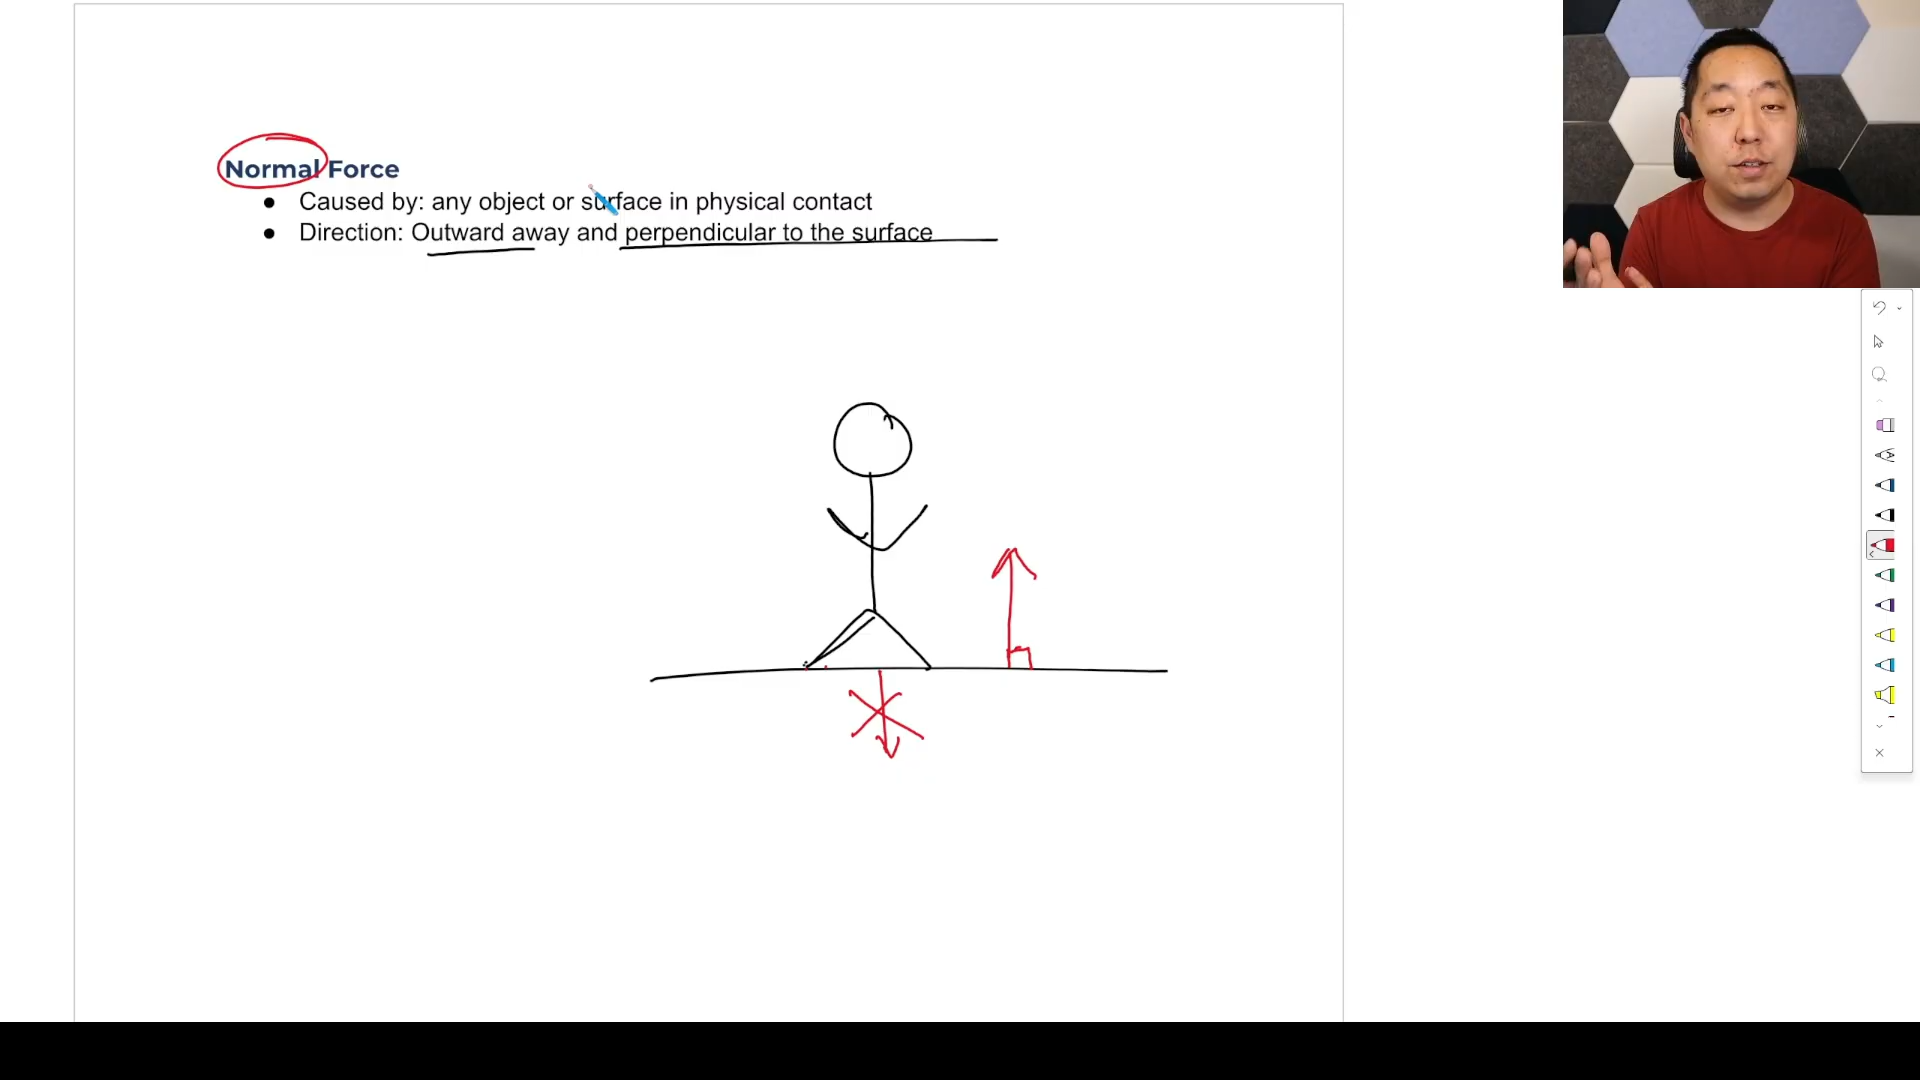 Normal Force
● Caused by: any object or surface in physical contact
● Direction: Outward away and perpendicular to the surface